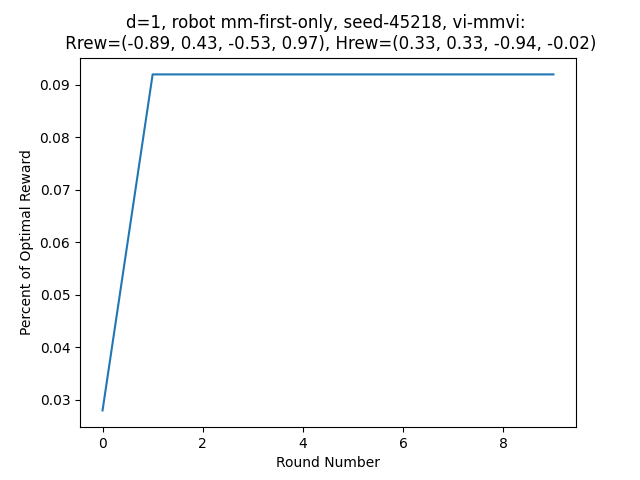 d=1, robot mm-first-only, seed-45218, vi-mmvi:
Rrew=(-0.89, 0.43, -0.53, 0.97), Hrew=(0.33, 0.33, -0.94, -0.02)
0.09
0.08
0.07
0.06
0.05
0.04
0.03
Percent of Optimal Reward
0 2 4 6 8
Round Number